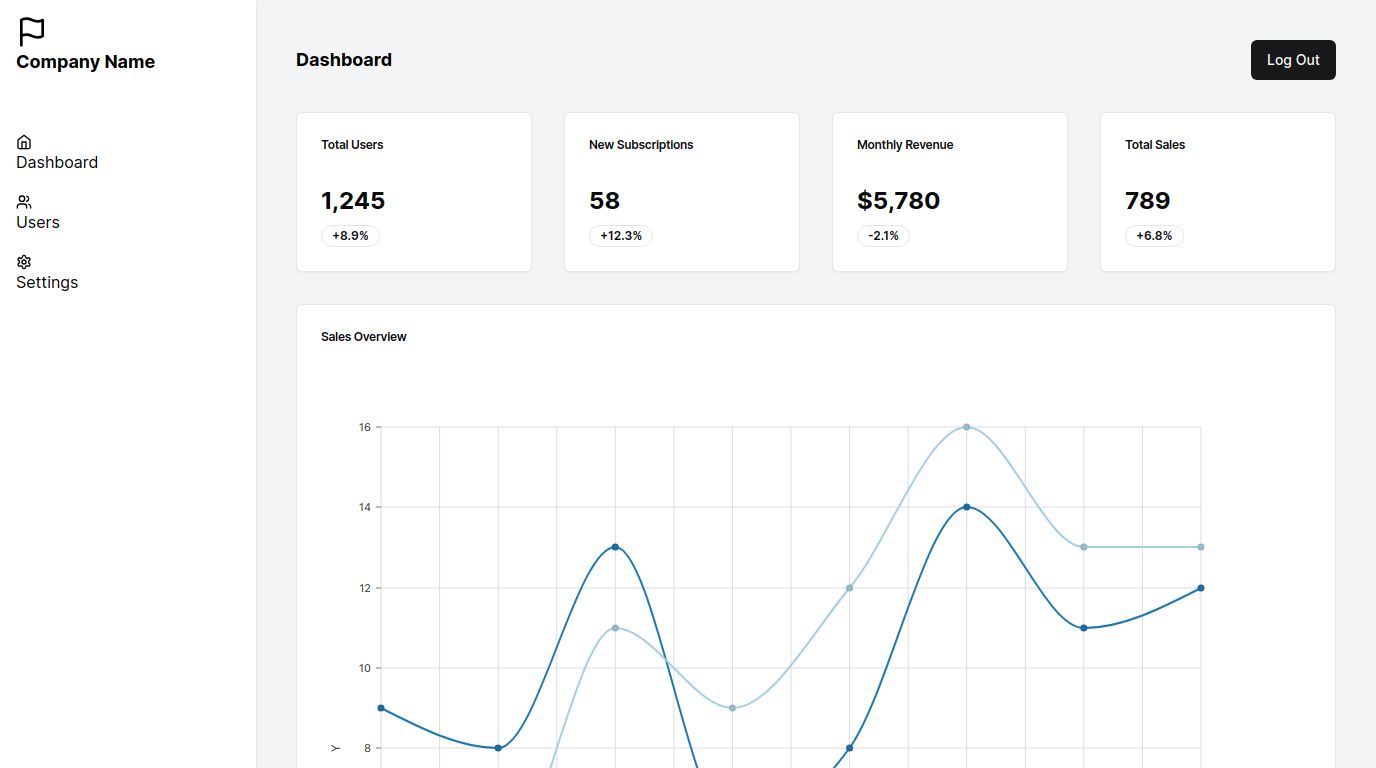 Company Name
Dashboard
Users
Settings
Dashboard
Log Out
Total Users
1,245
+8.9%
New Subscriptions
58
+12.3%
Monthly Revenue
$5,780
-2.1%
Total Sales
789
+6.8%
Sales Overview
16
14
12
10
8
Y